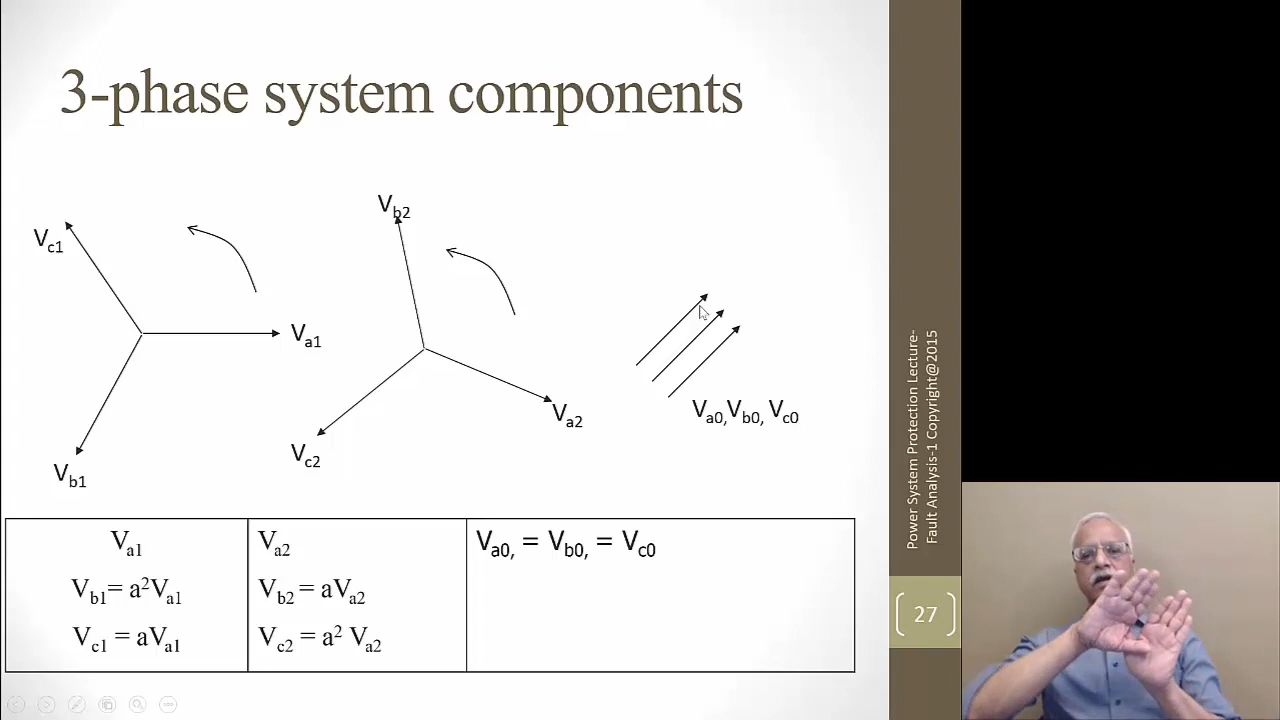 3-phase system components
V_c1
V_a1
V_b1
V_b2
V_a2
V_c2
V_a0, V_b0, V_c0
V_a1
V_b1 = a²V_a1
V_c1 = aV_a1
V_a2
V_b2 = aV_a2
V_c2 = a² V_a2
V_a0, = V_b0, = V_c0
Power System Protection Lecture-
Fault Analysis-1 Copyright@2015
27